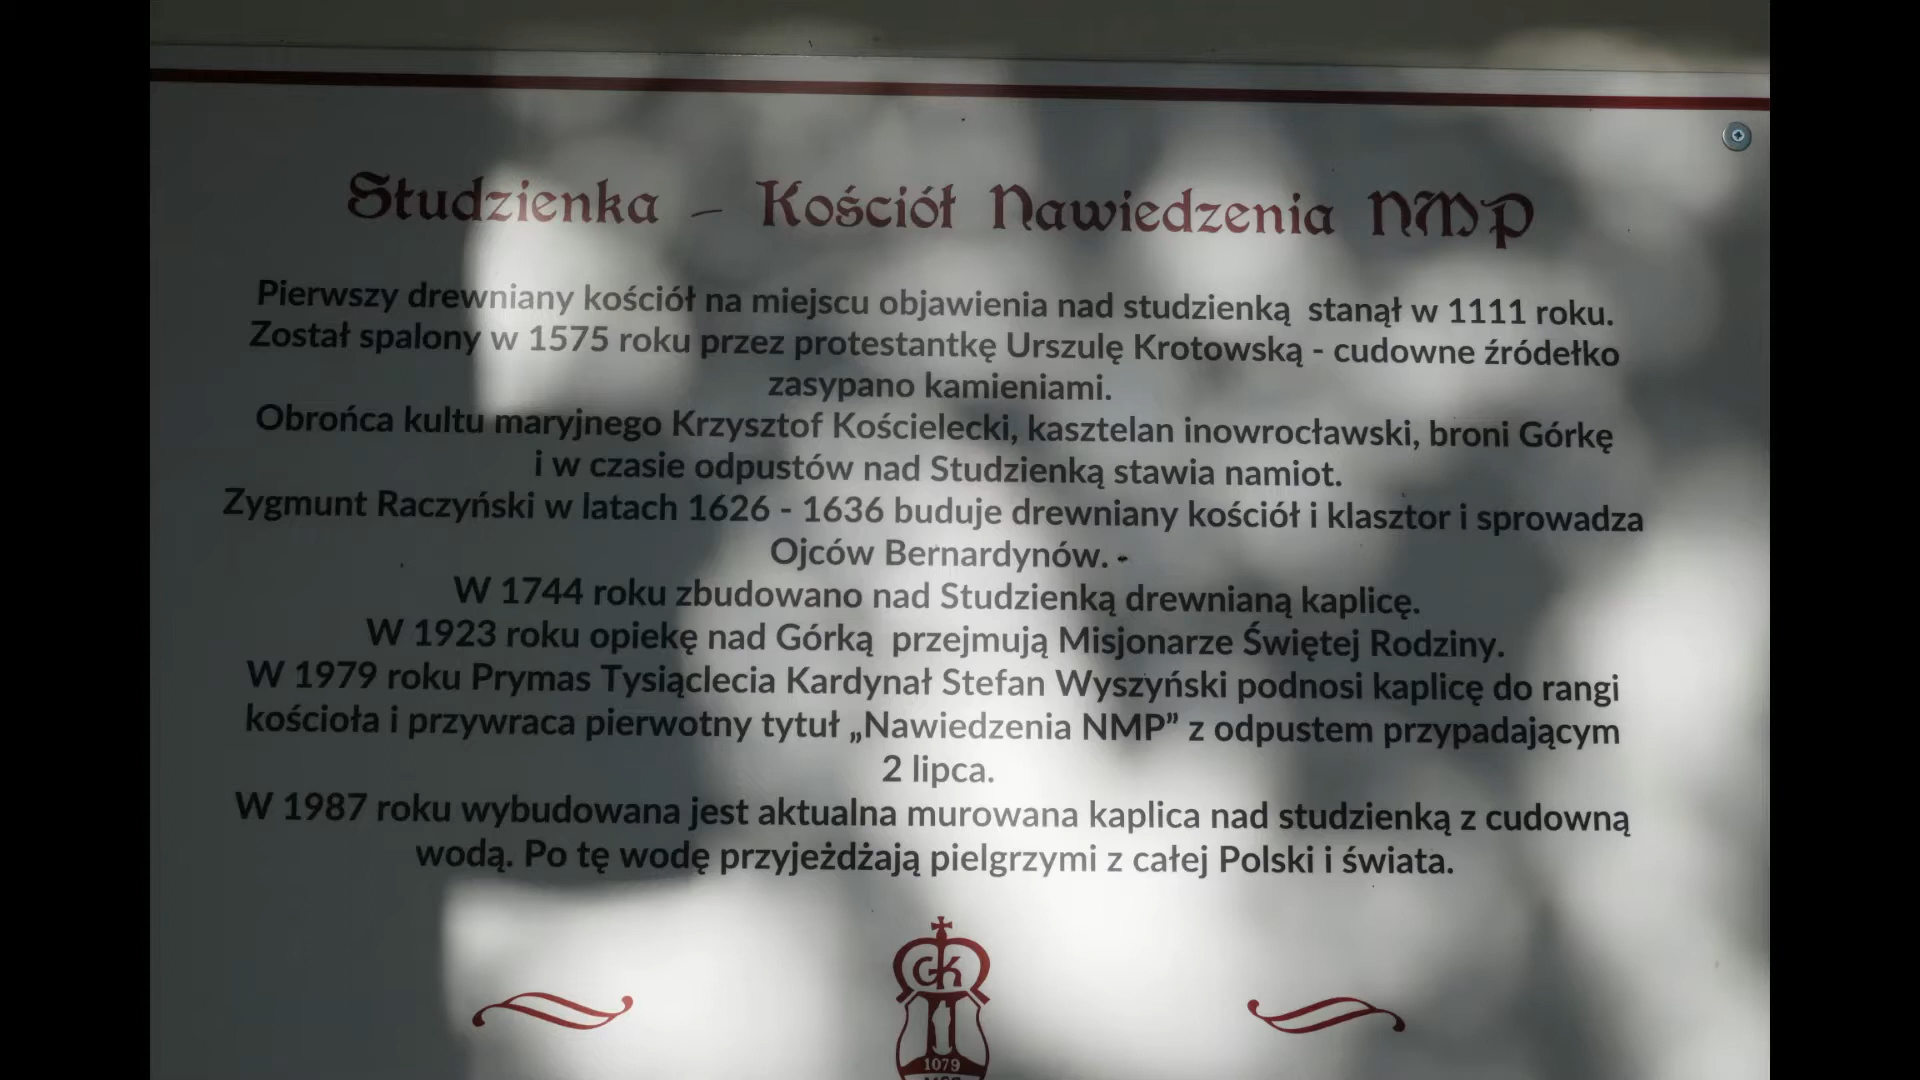 Studzienka – Kościół Nawiedzenia NMP
Pierwszy drewniany kościół na miejscu objawienia nad studzienką stanął w 1111 roku.
Został spalony w 1575 roku przez protestantkę Urszulę Krotowską - cudowne źródełko
zasypano kamieniami.
Obrońca kultu maryjnego Krzysztof Kościelecki, kasztelan inowrocławski, broni Górkę
i w czasie odpustów nad Studzienką stawia namiot.
Zygmunt Raczyński w latach 1626 - 1636 buduje drewniany kościół i klasztor i sprowadza
Ojców Bernardynów. -
W 1744 roku zbudowano nad Studzienką drewnianą kaplicę.
W 1923 roku opiekę nad Górką przejmują Misjonarze Świętej Rodziny.
W 1979 roku Prymas Tysiąclecia Kardynał Stefan Wyszyński podnosi kaplicę do rangi
kościoła i przywraca pierwotny tytuł „Nawiedzenia NMP” z odpustem przypadającym
2 lipca.
W 1987 roku wybudowana jest aktualna murowana kaplica nad studzienką z cudowną
wodą. Po tę wodę przyjeżdżają pielgrzymi z całej Polski i świata.
GK
1079